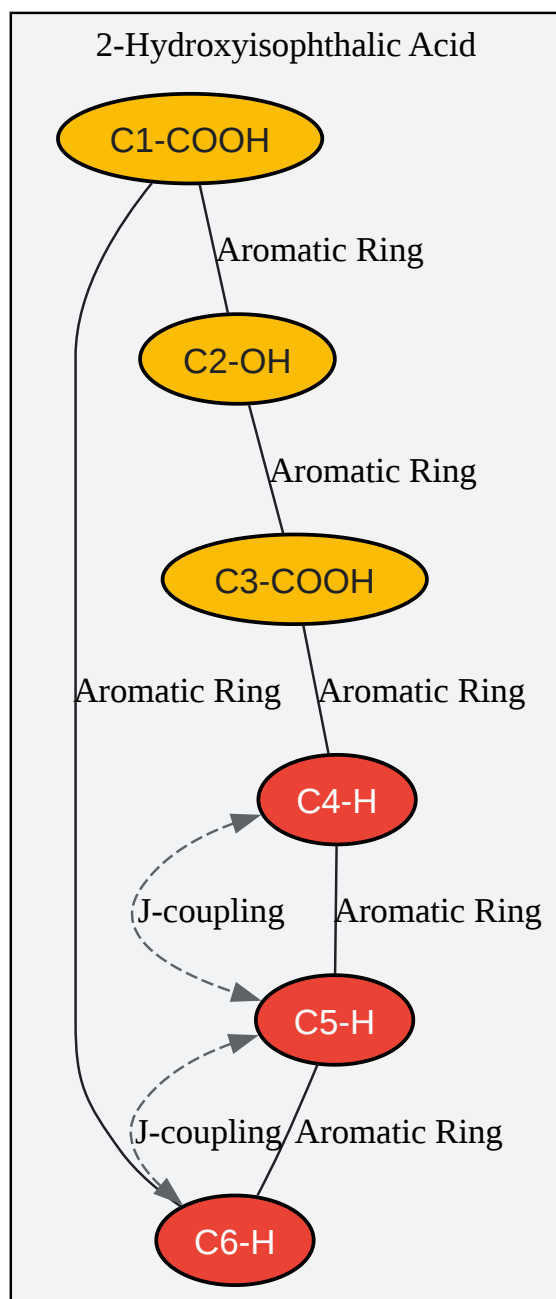 2-Hydroxyisophthalic Acid
C1-COOH
Aromatic Ring
C2-OH
Aromatic Ring
C3-COOH
Aromatic Ring
Aromatic Ring
C4-H
J-coupling
Aromatic Ring
C5-H
J-coupling
Aromatic Ring
C6-H